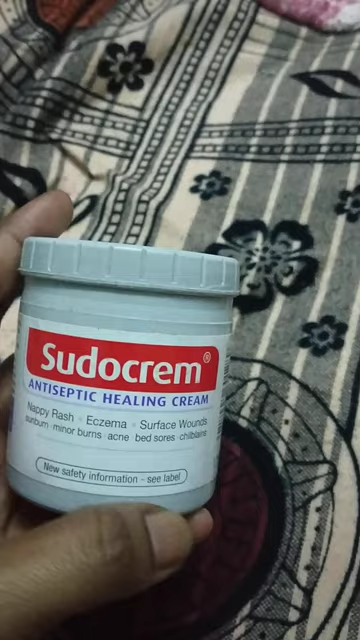 Sudocrem®
ANTISEPTIC HEALING CREAM
Nappy Rash Eczema Surface Wounds
sunburn minor burns acne bed sores chilblains
New safety information - see label